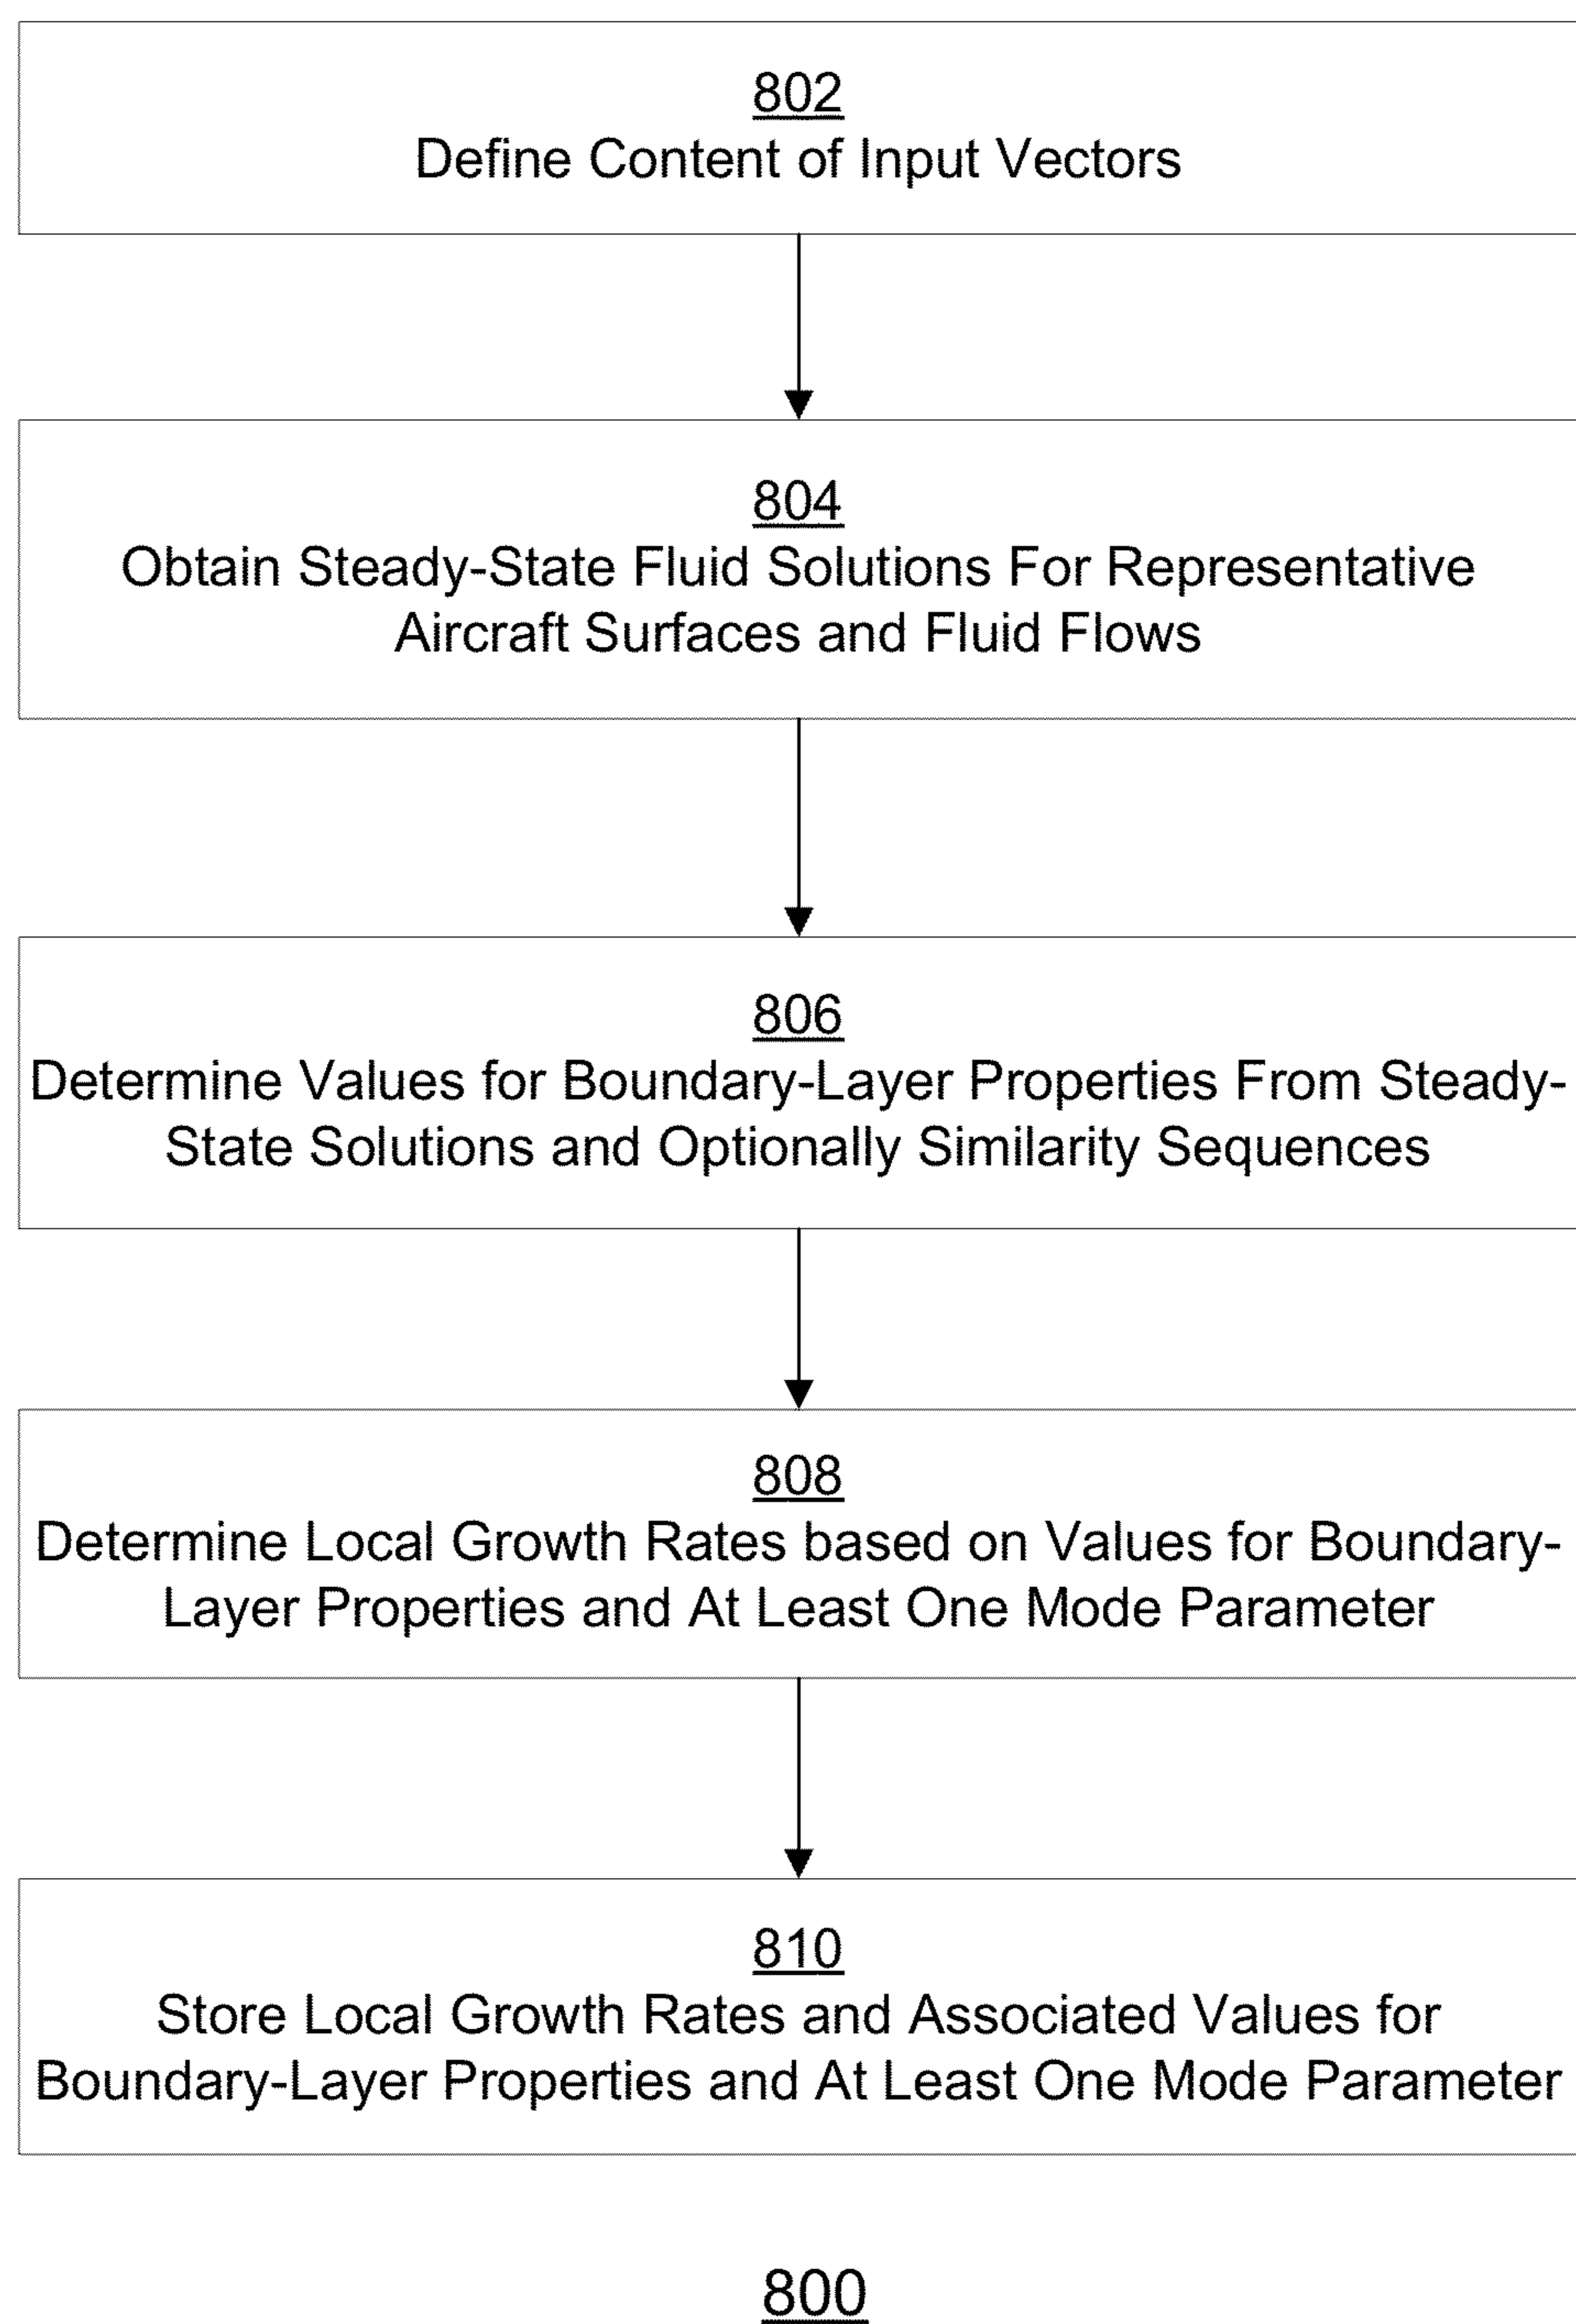 802
Define Content of Input Vectors
804
Obtain Steady-State Fluid Solutions For Representative
Aircraft Surfaces and Fluid Flows
806
Determine Values for Boundary-Layer Properties From Steady-
State Solutions and Optionally Similarity Sequences
808
Determine Local Growth Rates based on Values for Boundary-
Layer Properties and At Least One Mode Parameter
810
Store Local Growth Rates and Associated Values for
Boundary-Layer Properties and At Least One Mode Parameter
800